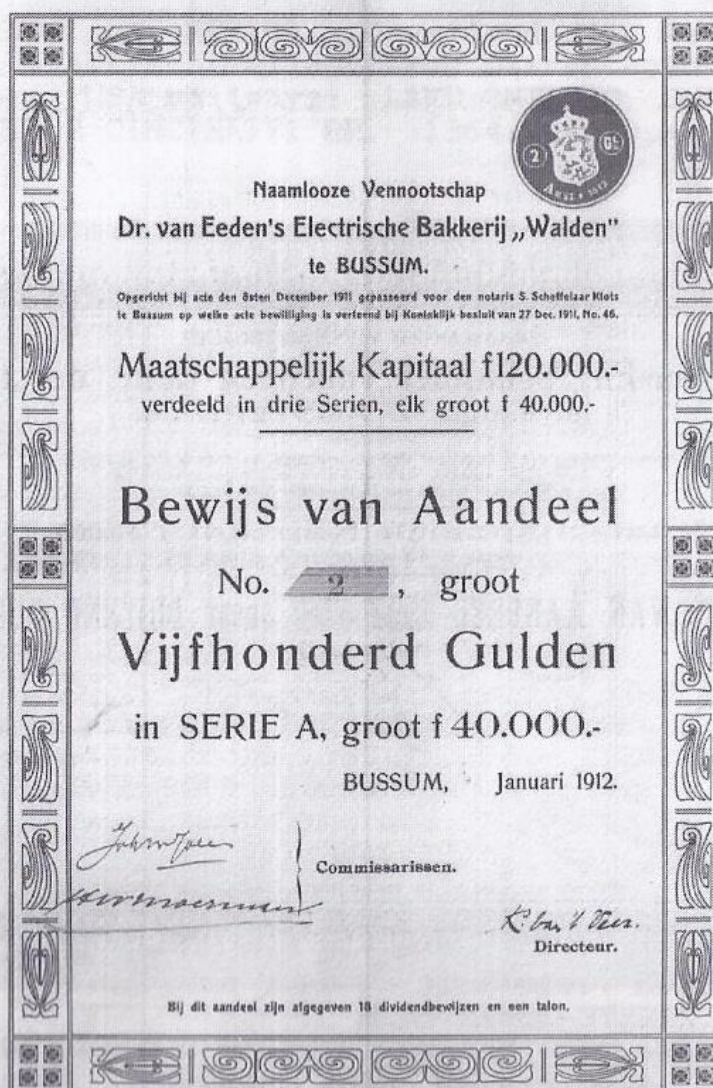 2 GL
Naamlooze Vennootschap
Dr. van Eeden's Electrische Bakkerij „Walden”
te BUSSUM.
Opgericht bij acte den 8sten December 1911 gepasseerd voor den notaris S. Scheffelaar Klots
te Bussum op welke acte bewilliging is verleend bij Koninklijk besluit van 27 Dec. 1911, No. 46.
Maatschappelijk Kapitaal f 120.000.-
verdeeld in drie Serien, elk groot f 40.000.-
Bewijs van Aandeel
No. 2, groot
Vijfhonderd Gulden
in SERIE A, groot f 40.000.-
BUSSUM, Januari 1912.
Commissarissen.
Directeur.
Bij dit aandeel zijn afgegeven 18 dividendbewijzen en een talon.